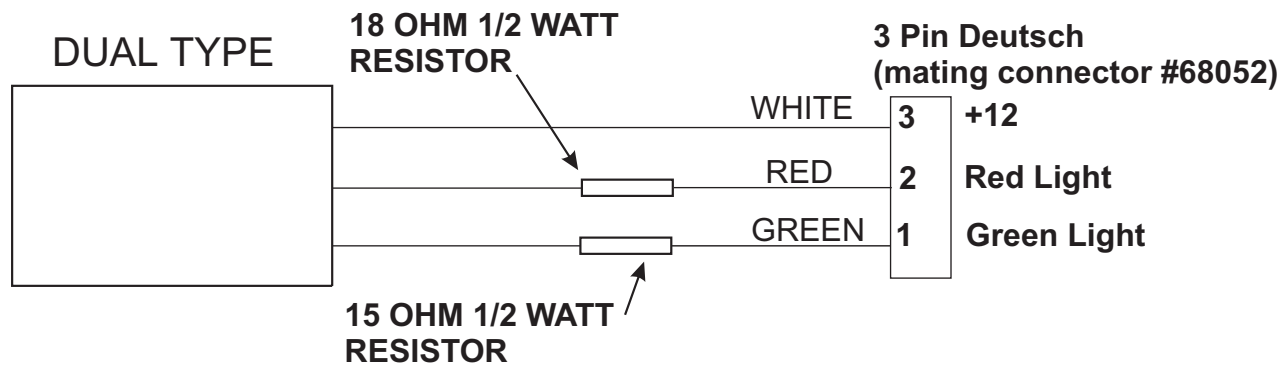 DUAL TYPE
18 OHM 1/2 WATT
RESISTOR
3 Pin Deutsch
(mating connector #68052)
WHITE
3
+12
RED
2
Red Light
GREEN
1
Green Light
15 OHM 1/2 WATT
RESISTOR